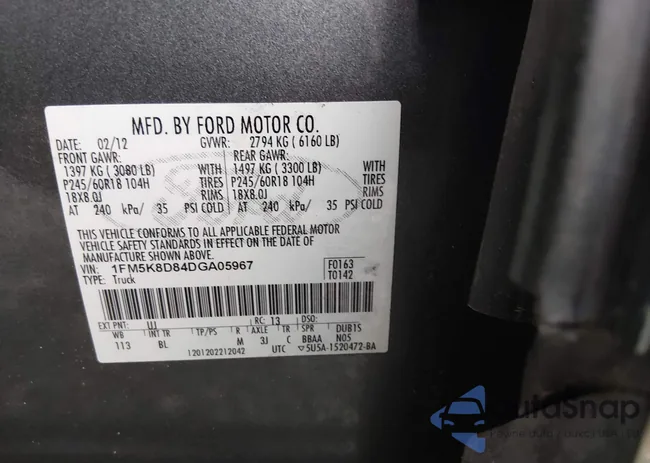 MFD. BY FORD MOTOR CO.
DATE: 02/12 GVWR: 2794 KG ( 6160 LB)
FRONT GAWR: REAR GAWR:
1397 KG ( 3080 LB) WITH 1497 KG ( 3300 LB) WITH
P245/60R18 104H TIRES P245/60R18 104H TIRES
18X8.0J RIMS 18X8.0J RIMS
AT 240 kPa/ 35 PSI COLD AT 240 kPa/ 35 PSI COLD
THIS VEHICLE CONFORMS TO ALL APPLICABLE FEDERAL MOTOR
VEHICLE SAFETY STANDARDS IN EFFECT ON THE DATE OF
MANUFACTURE SHOWN ABOVE.
VIN: 1FM5K8D84DGA05967 F0163
TYPE: Truck T0142
EXT PNT: UJ RC: 13 DSO:
WB INT TR TP/PS R AXLE TR SPR DUB1S
113 BL M 3J C BBAA N05
1201202212042 UTC 5U5A-1520472-BA
AutoSnap